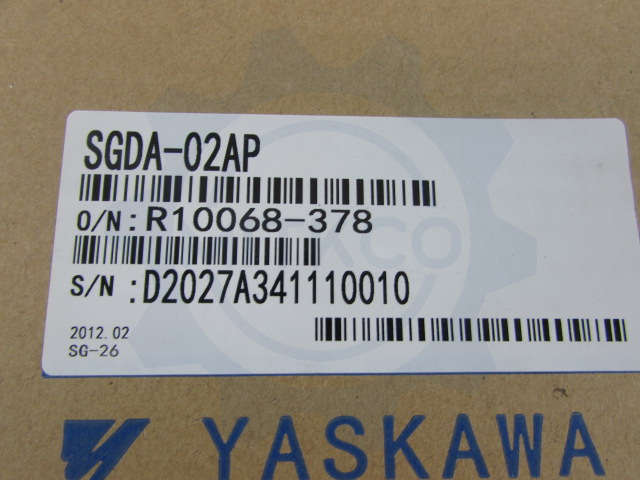 SGDA-02AP
O/N: R10068-378
S/N :D2027A341110010
2012.02
SG-26
YASKAWA